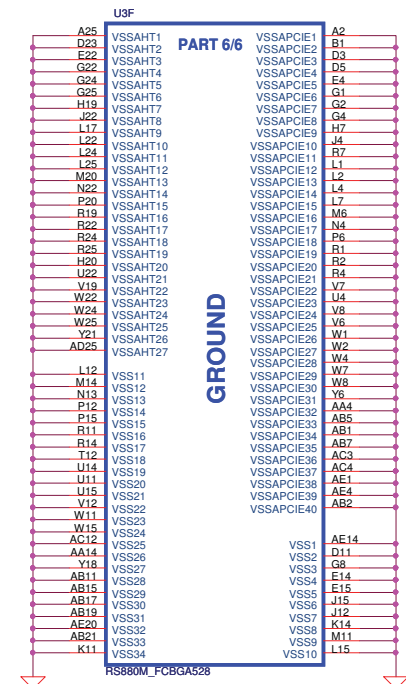 U3F
PART 6/6
A25 VSSAHT1 VSSAPCIE1 A2
D23 VSSAHT2 VSSAPCIE2 B1
E22 VSSAHT3 VSSAPCIE3 D3
G22 VSSAHT4 VSSAPCIE4 D5
G24 VSSAHT5 VSSAPCIE5 E4
G25 VSSAHT6 VSSAPCIE6 G1
H19 VSSAHT7 VSSAPCIE7 G2
J22 VSSAHT8 VSSAPCIE8 G4
L17 VSSAHT9 VSSAPCIE9 H7
L22 VSSAHT10 VSSAPCIE10 J4
L24 VSSAHT11 VSSAPCIE11 R7
L25 VSSAHT12 VSSAPCIE12 L1
M20 VSSAHT13 VSSAPCIE13 L2
N22 VSSAHT14 VSSAPCIE14 L4
P20 VSSAHT15 VSSAPCIE15 L7
R19 VSSAHT16 VSSAPCIE16 M6
R22 VSSAHT17 VSSAPCIE17 N4
R24 VSSAHT18 VSSAPCIE18 P6
R25 VSSAHT19 VSSAPCIE19 R1
H20 VSSAHT20 VSSAPCIE20 R2
U22 VSSAHT21 VSSAPCIE21 R4
V19 VSSAHT22 VSSAPCIE22 V7
W22 VSSAHT23 VSSAPCIE23 U4
W24 VSSAHT24 VSSAPCIE24 V8
W25 VSSAHT25 VSSAPCIE25 V6
Y21 VSSAHT26 VSSAPCIE26 W1
AD25 VSSAHT27 VSSAPCIE27 W2
VSSAPCIE28 W4
L12 VSS11 VSSAPCIE29 W7
M14 VSS12 VSSAPCIE30 W8
N13 VSS13 VSSAPCIE31 Y6
P12 VSS14 VSSAPCIE32 AA4
P15 VSS15 VSSAPCIE33 AB5
R11 VSS16 VSSAPCIE34 AB1
R14 VSS17 VSSAPCIE35 AB7
T12 VSS18 VSSAPCIE36 AC3
U14 VSS19 VSSAPCIE37 AC4
U11 VSS20 VSSAPCIE38 AE1
U15 VSS21 VSSAPCIE39 AE4
V12 VSS22 VSSAPCIE40 AB2
W11 VSS23
W15 VSS24
AC12 VSS25 VSS1 AE14
AA14 VSS26 VSS2 D11
Y18 VSS27 VSS3 G8
AB11 VSS28 VSS4 E14
AB15 VSS29 VSS5 E15
AB17 VSS30 VSS6 J15
AB19 VSS31 VSS7 J12
AE20 VSS32 VSS8 K14
AB21 VSS33 VSS9 M11
K11 VSS34 VSS10 L15
GROUND
RS880M_FCBGA528